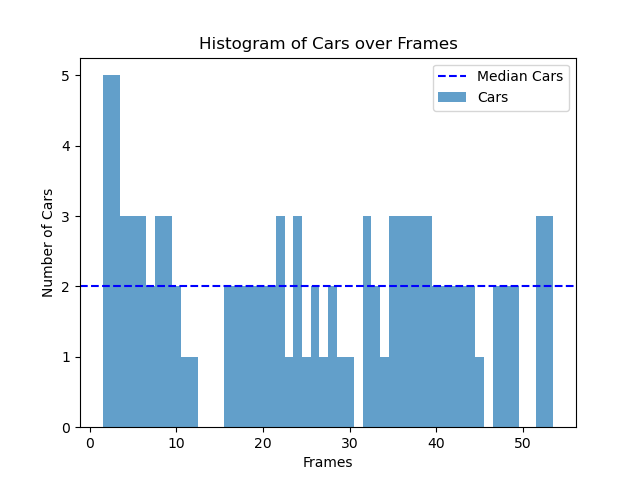 Histogram of Cars over Frames
Median Cars
Cars
Number of Cars
5
4
3
2
1
0
0 10 20 30 40 50
Frames